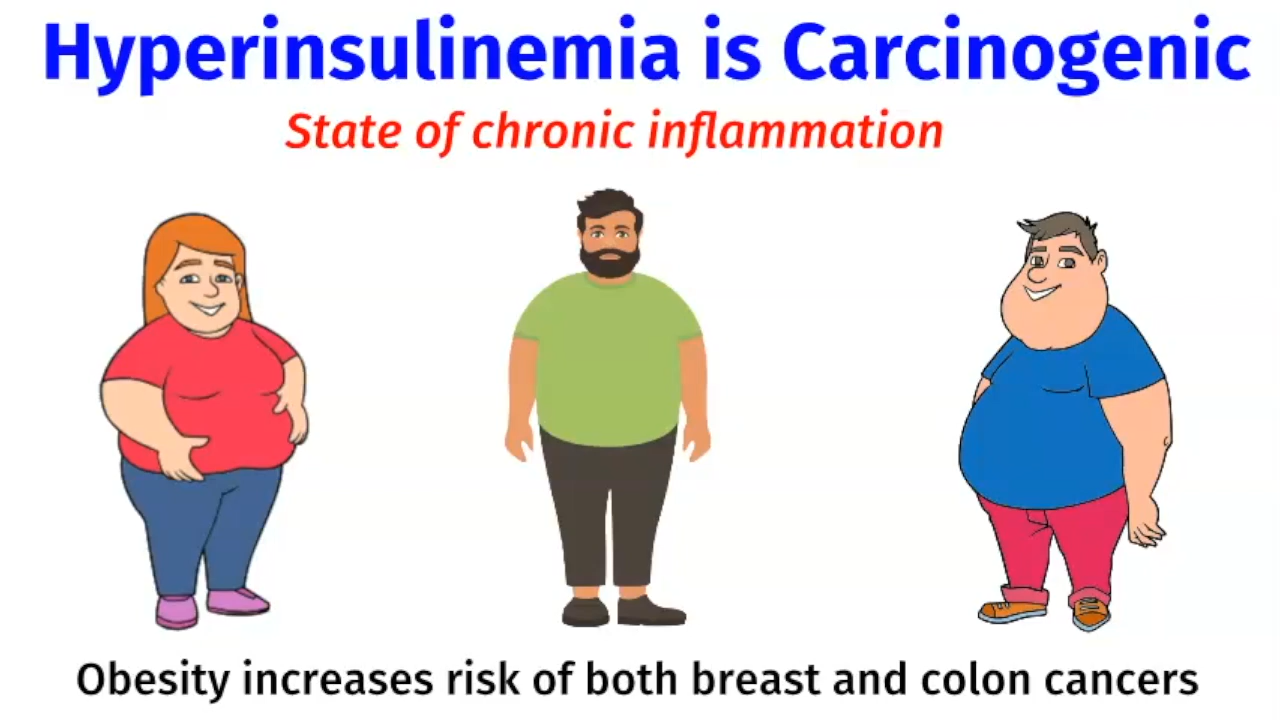 Hyperinsulinemia is Carcinogenic
State of chronic inflammation
Obesity increases risk of both breast and colon cancers